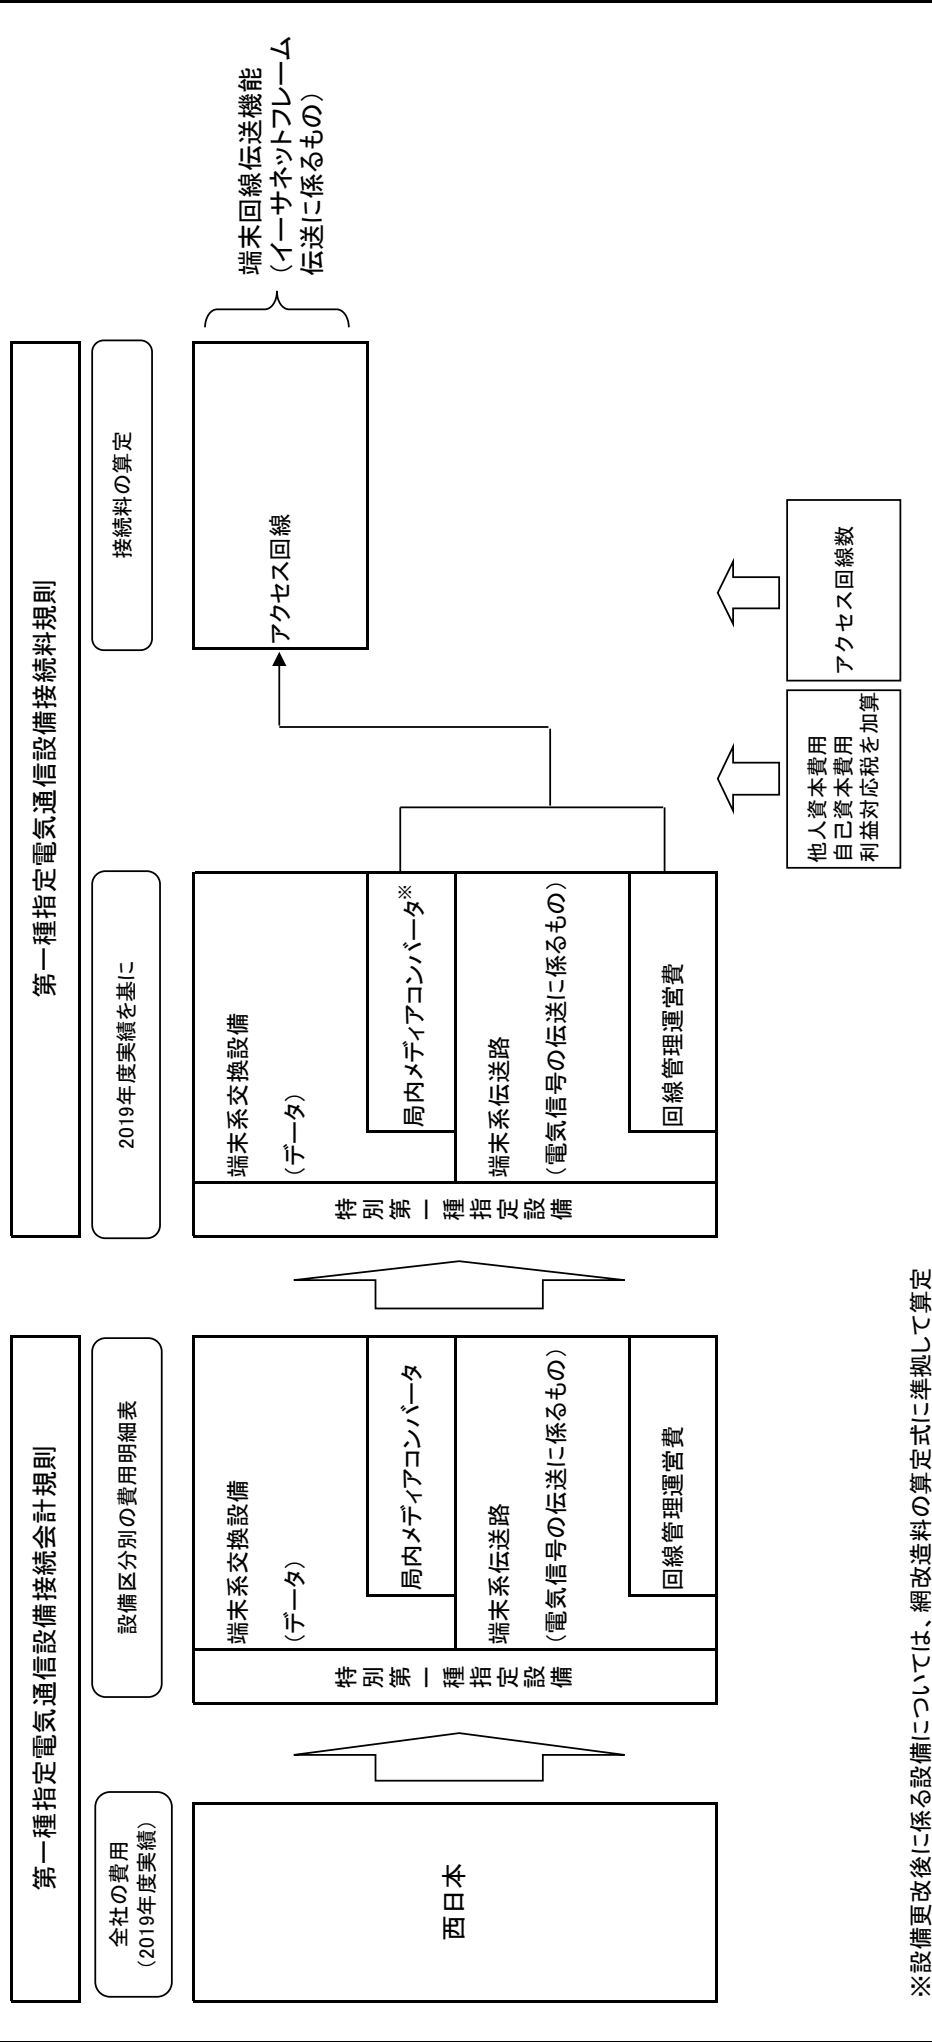 第一種指定電気通信設備接続会計規則
第一種指定電気通信設備接続料規則
全社の費用
(2019年度実績)
設備区分別の費用明細表
2019年度実績を基に
接続料の算定
西日本
特別第一種指定設備
端末系交換設備
(データ)
局内メディアコンバータ
端末系伝送路
(電気信号の伝送に係るもの)
回線管理運営費
特別第一種指定設備
端末系交換設備
(データ)
局内メディアコンバータ※
端末系伝送路
(電気信号の伝送に係るもの)
回線管理運営費
アクセス回線
端末回線伝送機能
(イーサネットフレーム
伝送に係るもの)
他人資本費用
自己資本費用
利益対応税を加算
アクセス回線数
※設備更改後に係る設備については、網改造料の算定式に準拠して算定